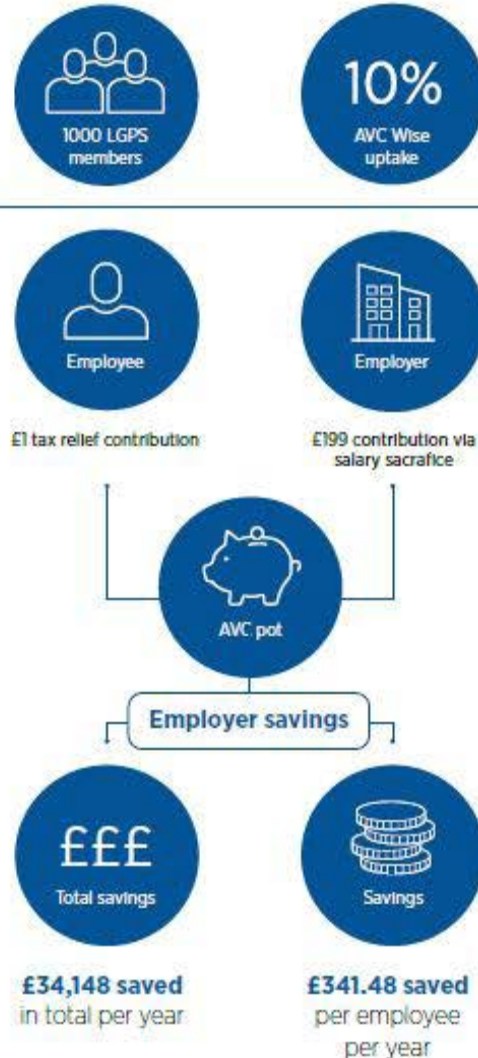 1000 LGPS
members
10%
AVC Wise
uptake
Employee
Employer
£1 tax relief contribution
£199 contribution via
salary sacrafice
AVC pot
Employer savings
£££
Total savings
Savings
£34,148 saved
in total per year
£341.48 saved
per employee
per year